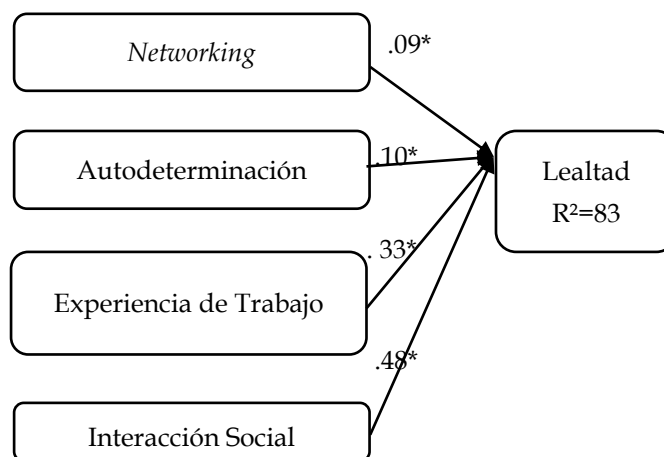 Networking
.09*
Autodeterminación
.10*
Lealtad
R²=83
Experiencia de Trabajo
. 33*
.48*
Interacción Social